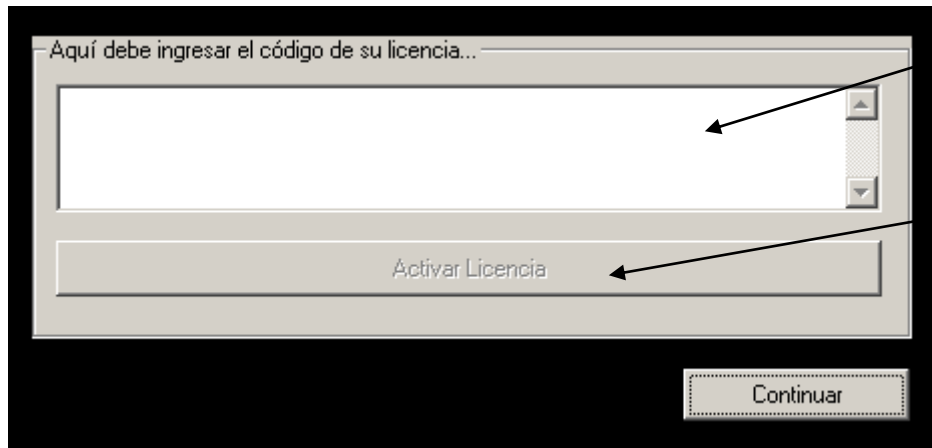 Aquí debe ingresar el código de su licencia...
Activar Licencia
Continuar